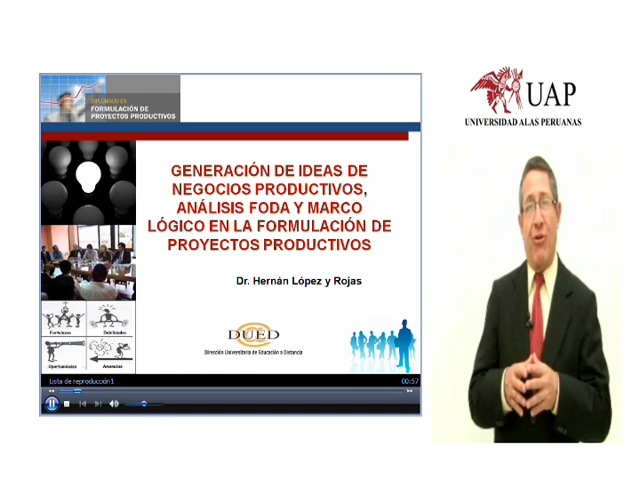 DIPLOMADO EN
FORMULACIÓN DE
PROYECTOS PRODUCTIVOS
UAP
UNIVERSIDAD ALAS PERUANAS
GENERACIÓN DE IDEAS DE
NEGOCIOS PRODUCTIVOS,
ANÁLISIS FODA Y MARCO
LÓGICO EN LA FORMULACIÓN DE
PROYECTOS PRODUCTIVOS
Dr. Hernán López y Rojas
Fortalezas
Debilidades
Oportunidades
Amenazas
DUED
Dirección Universitaria de Educación a Distancia
Lista de reproducción1
00:57